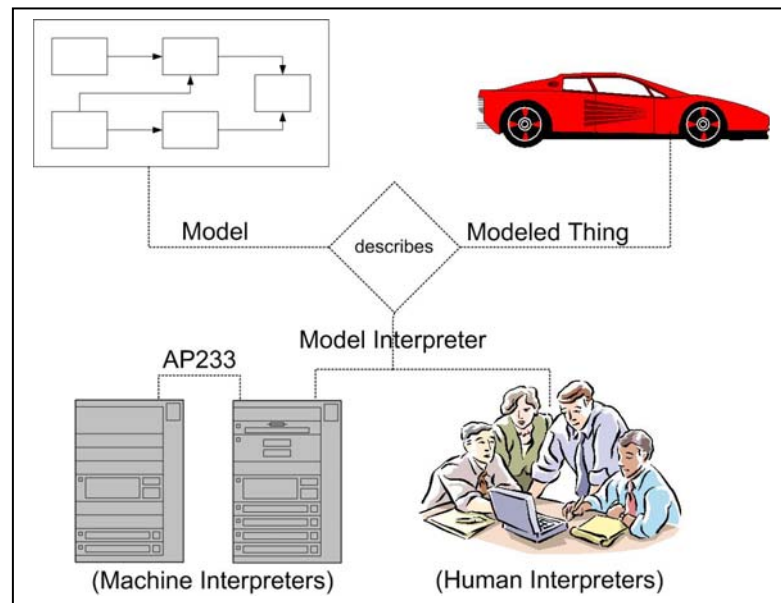 Model
describes
Modeled Thing
Model Interpreter
AP233
(Machine Interpreters)
(Human Interpreters)